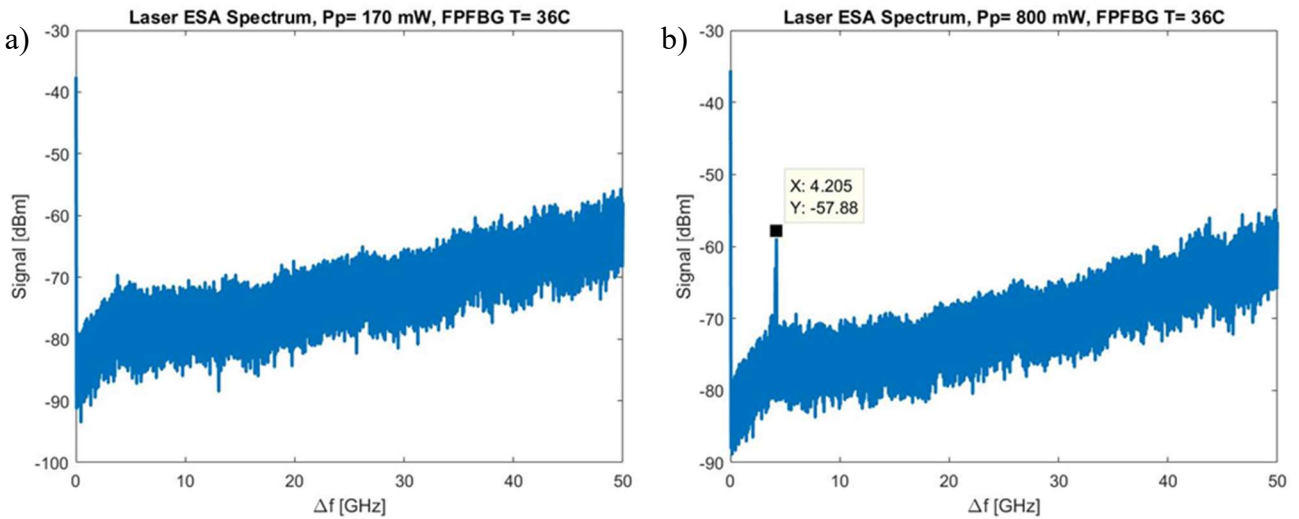 a)
Laser ESA Spectrum, Pp= 170 mW, FPFBG T= 36C
-30
-40
-50
-60
-70
-80
-90
-100
Signal [dBm]
0
10
20
30
40
50
Δf [GHz]
b)
Laser ESA Spectrum, Pp= 800 mW, FPFBG T= 36C
-30
-40
-50
-60
-70
-80
-90
Signal [dBm]
X: 4.205
Y: -57.88
0
10
20
30
40
50
Δf [GHz]